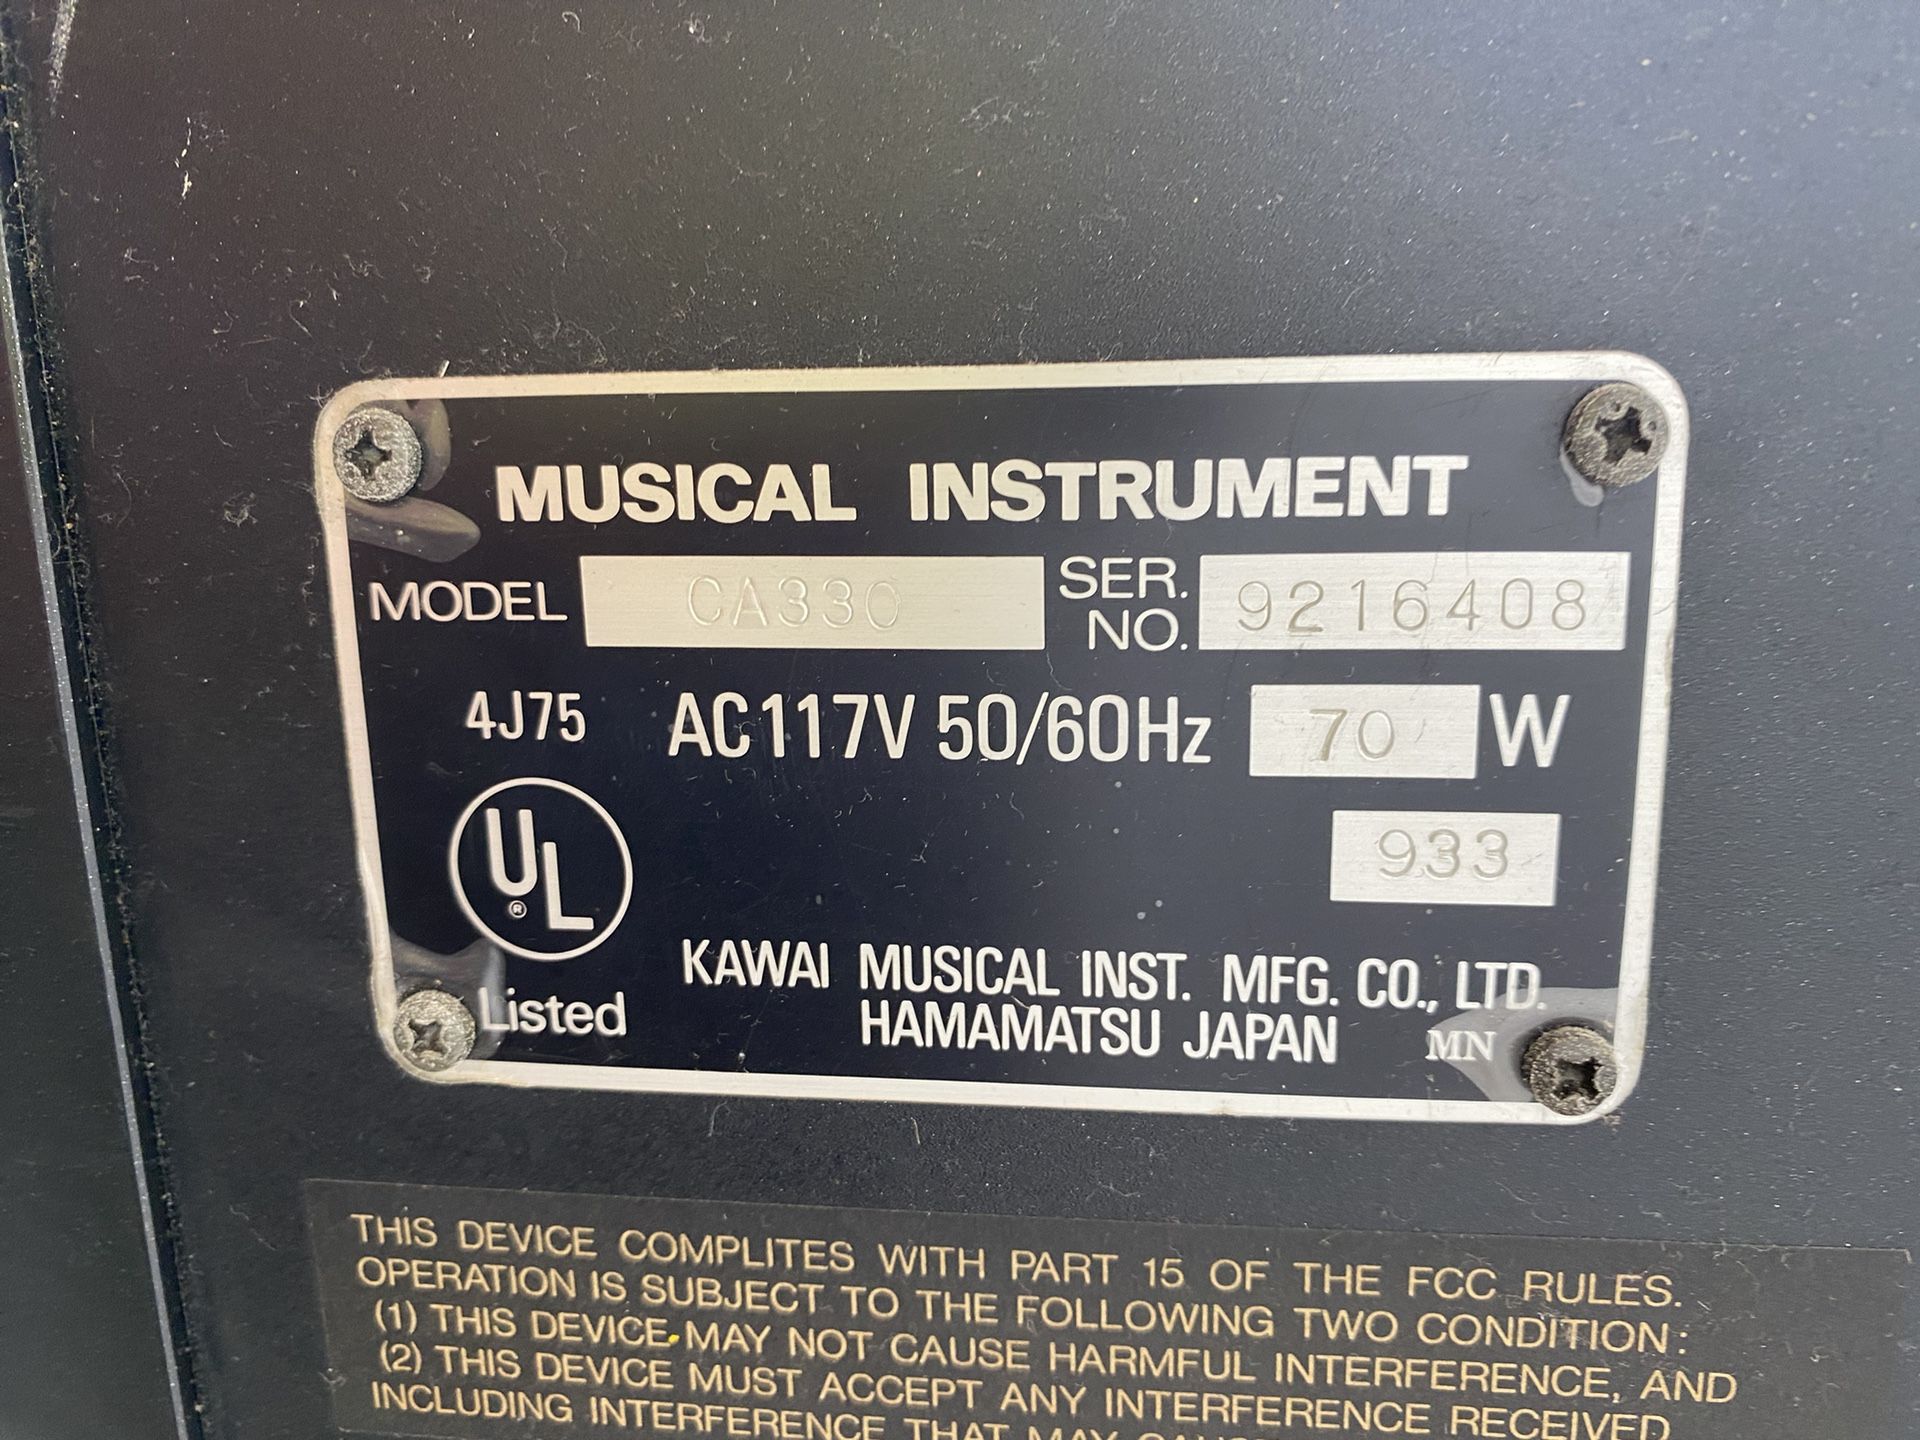 MUSICAL INSTRUMENT
MODEL CA330 SER. NO. 9216408
4J75 AC117V 50/60Hz 70 W
933
UL ®
Listed
KAWAI MUSICAL INST. MFG. CO., LTD.
HAMAMATSU JAPAN MN
THIS DEVICE COMPLITES WITH PART 15 OF THE FCC RULES.
OPERATION IS SUBJECT TO THE FOLLOWING TWO CONDITION:
(1) THIS DEVICE MAY NOT CAUSE HARMFUL INTERFERENCE, AND
(2) THIS DEVICE MUST ACCEPT ANY INTERFERENCE RECEIVED
INCLUDING INTERFERENCE THAT MAY